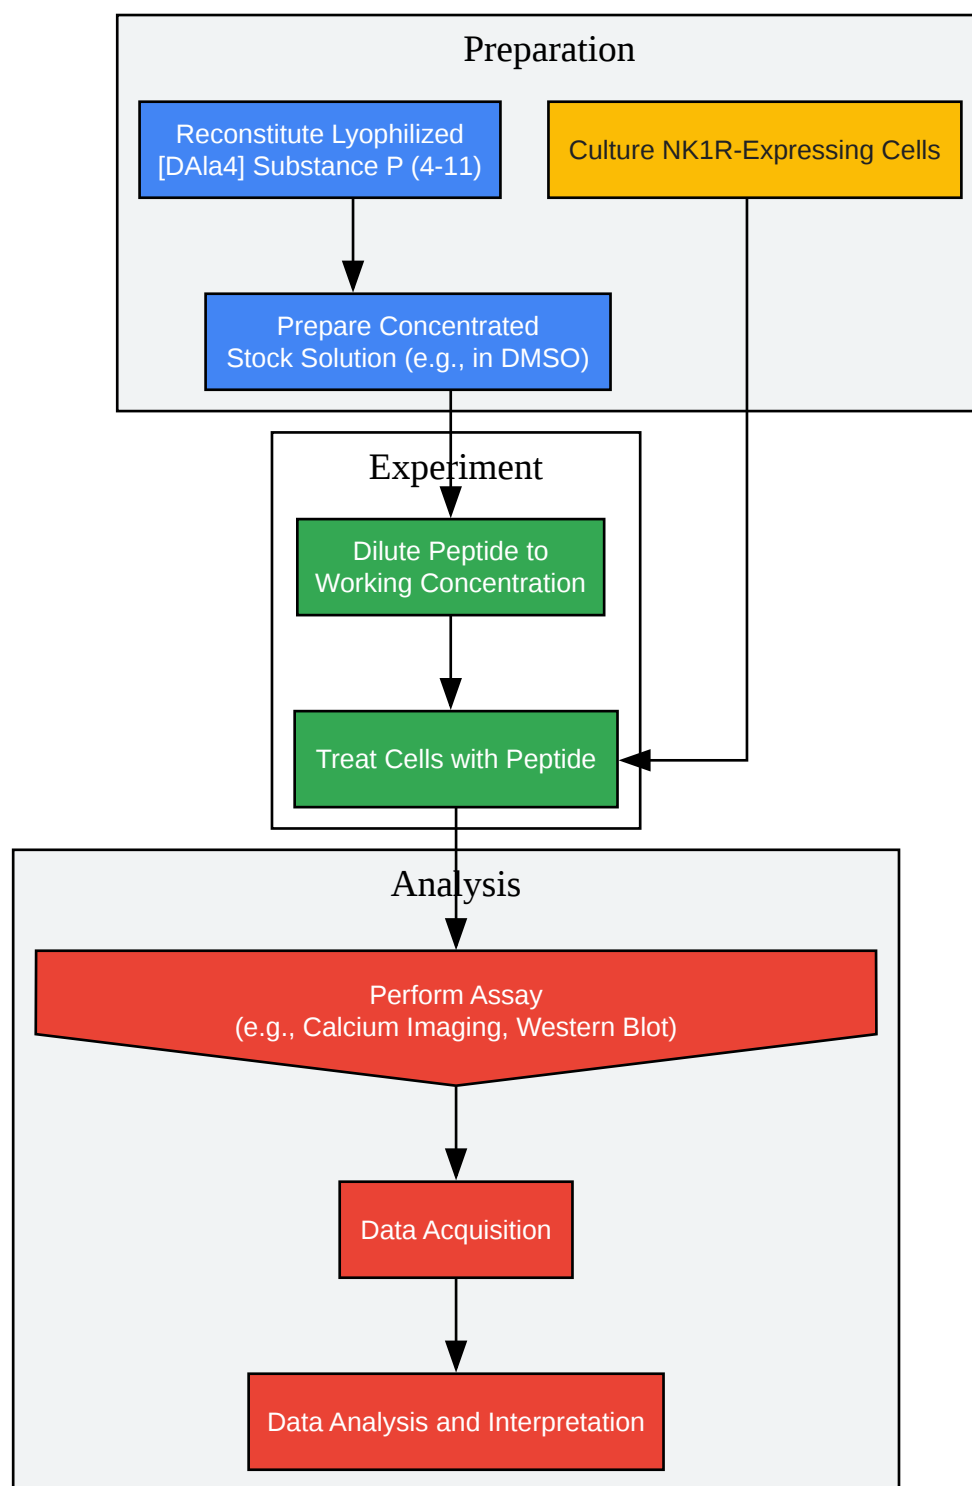 Preparation
Reconstitute Lyophilized
[DAla4] Substance P (4-11)
Culture NK1R-Expressing Cells
Prepare Concentrated
Stock Solution (e.g., in DMSO)
Experiment
Dilute Peptide to
Working Concentration
Treat Cells with Peptide
Analysis
Perform Assay
(e.g., Calcium Imaging, Western Blot)
Data Acquisition
Data Analysis and Interpretation